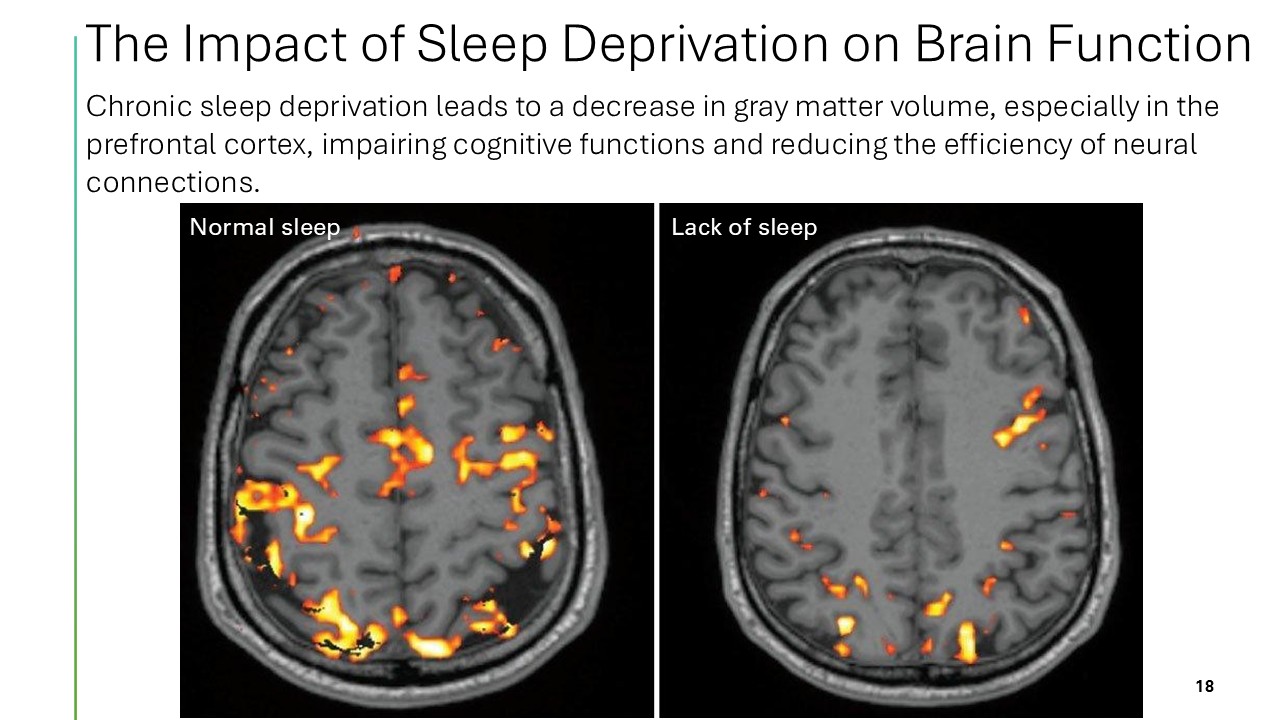 The Impact of Sleep Deprivation on Brain Function
Chronic sleep deprivation leads to a decrease in gray matter volume, especially in the
prefrontal cortex, impairing cognitive functions and reducing the efficiency of neural
connections.
Normal sleep
Lack of sleep
18